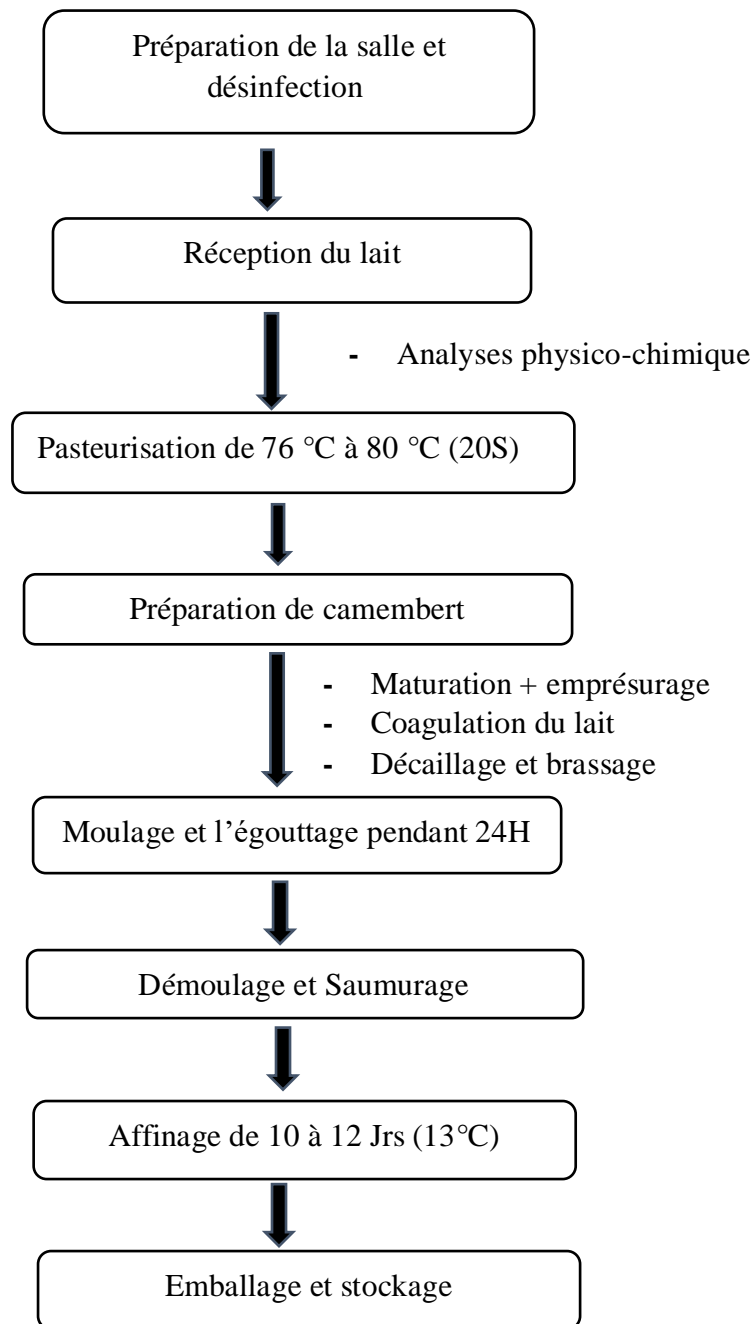 Préparation de la salle et
désinfection
Réception du lait
- Analyses physico-chimique
Pasteurisation de 76 °C à 80 °C (20S)
Préparation de camembert
- Maturation + emprésurage
- Coagulation du lait
- Décaillage et brassage
Moulage et l’égouttage pendant 24H
Démoulage et Saumurage
Affinage de 10 à 12 Jrs (13°C)
Emballage et stockage